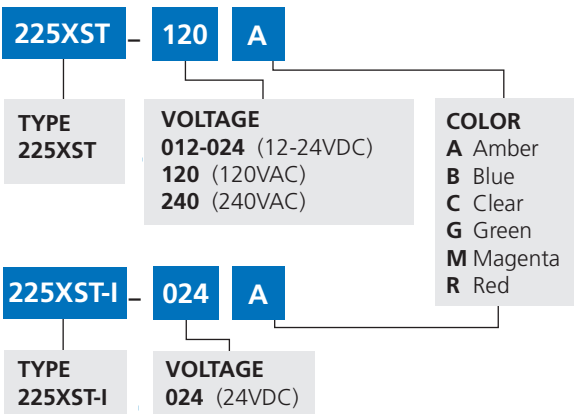 225XST – 120 A
TYPE
225XST
VOLTAGE
012-024 (12-24VDC)
120 (120VAC)
240 (240VAC)
COLOR
A Amber
B Blue
C Clear
G Green
M Magenta
R Red
225XST-I – 024 A
TYPE
225XST-I
VOLTAGE
024 (24VDC)